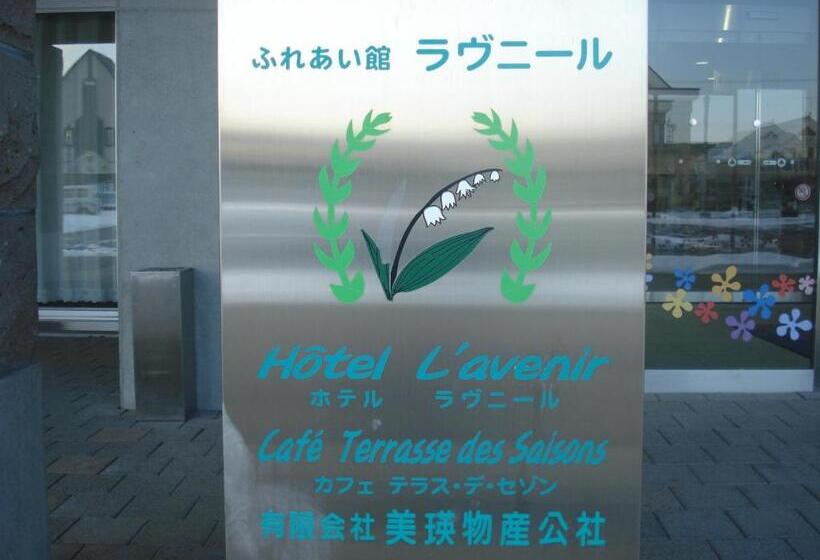 ふれあい館 ラヴニール
Hôtel L'avenir
ホテル ラヴニール
Café Terrasse des Saisons
カフェ テラス・デ・セゾン
有限会社 美瑛物産公社